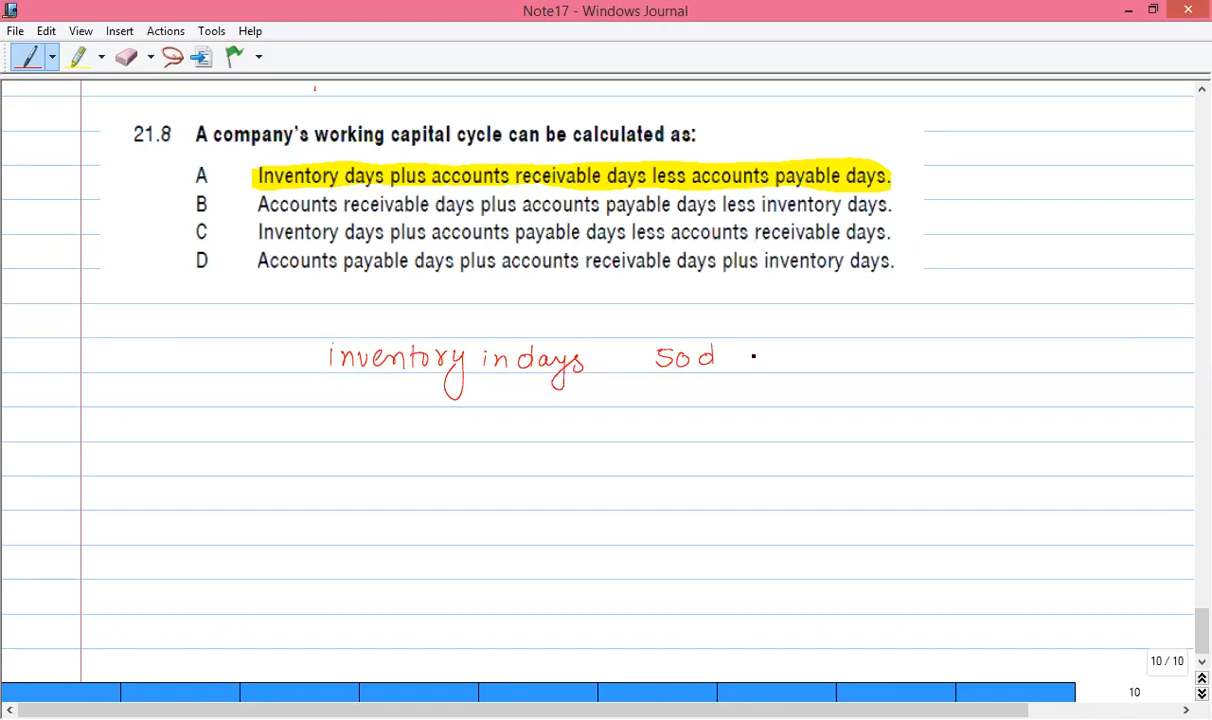 Note17 - Windows Journal
File Edit View Insert Actions Tools Help
21.8 A company's working capital cycle can be calculated as:
A Inventory days plus accounts receivable days less accounts payable days.
B Accounts receivable days plus accounts payable days less inventory days.
C Inventory days plus accounts payable days less accounts receivable days.
D Accounts payable days plus accounts receivable days plus inventory days.
inventory in days 50 d
10 / 10
10